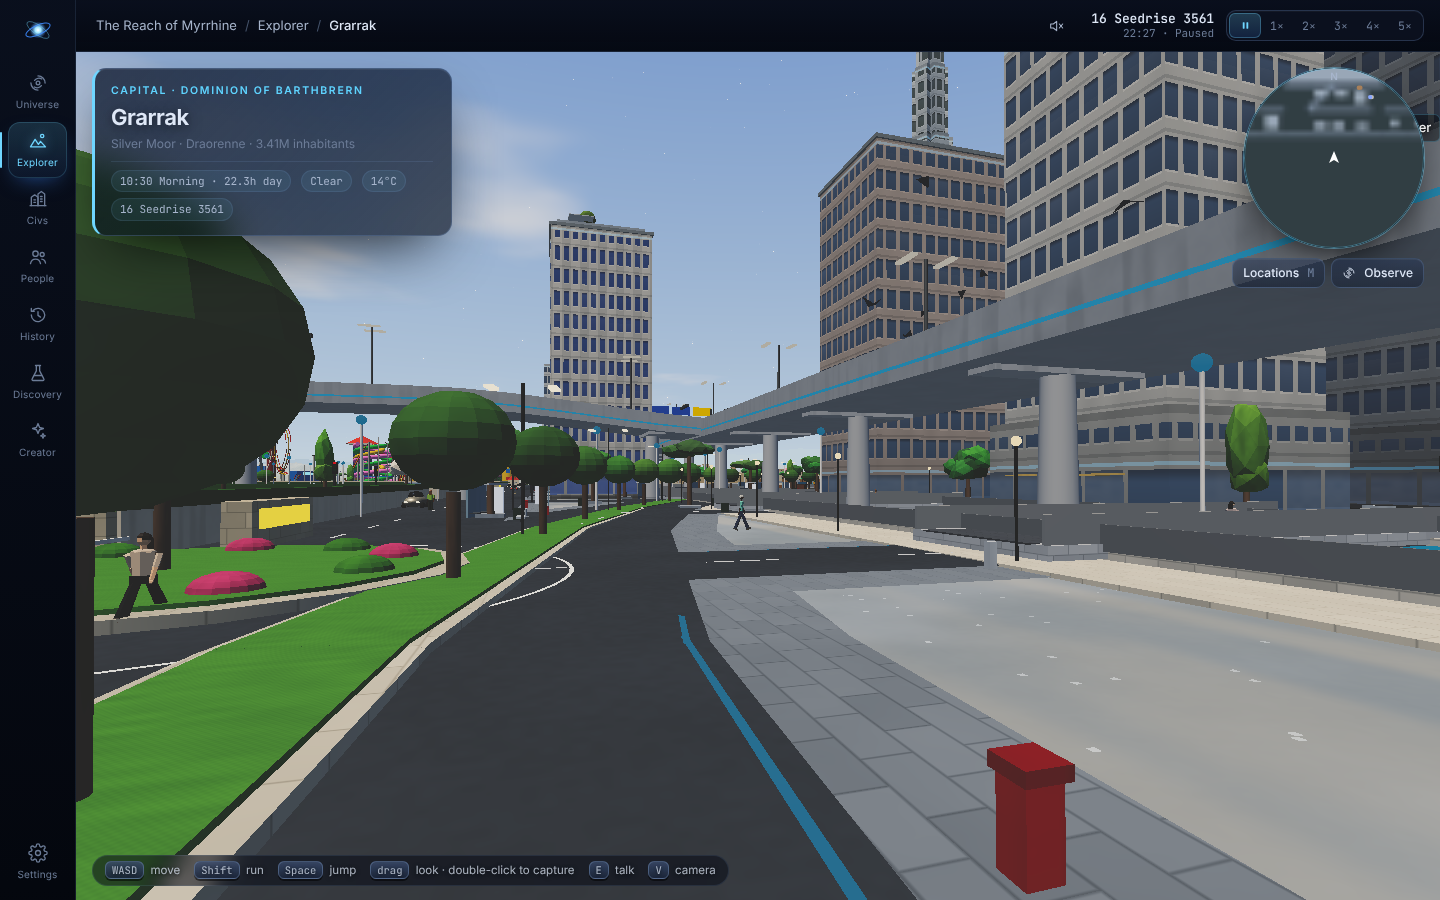 The Reach of Myrrhine / Explorer / Grarrak
16 Seedrise 3561
22:27 · Paused
1× 2× 3× 4× 5×
Universe
Explorer
Civs
People
History
Discovery
Creator
Settings
CAPITAL · DOMINION OF BARTHBRERN
Grarrak
Silver Moor · Draorenne · 3.41M inhabitants
10:30 Morning · 22.3h day Clear 14°C
16 Seedrise 3561
N
Locations M Observe
WASD move Shift run Space jump drag look · double-click to capture E talk V camera